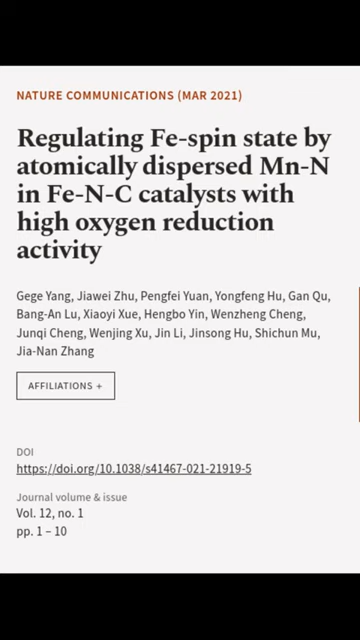 NATURE COMMUNICATIONS (MAR 2021)
Regulating Fe-spin state by
atomically dispersed Mn-N
in Fe-N-C catalysts with
high oxygen reduction
activity
Gege Yang, Jiawei Zhu, Pengfei Yuan, Yongfeng Hu, Gan Qu,
Bang-An Lu, Xiaoyi Xue, Hengbo Yin, Wenzheng Cheng,
Junqi Cheng, Wenjing Xu, Jin Li, Jinsong Hu, Shichun Mu,
Jia-Nan Zhang
AFFILIATIONS +
DOI
https://doi.org/10.1038/s41467-021-21919-5
Journal volume & issue
Vol. 12, no. 1
pp. 1 – 10